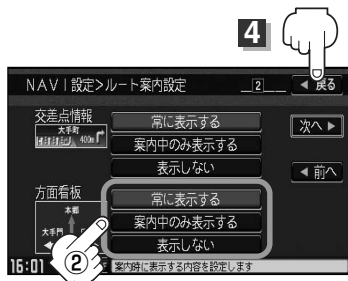 4
NAVI設定>ルート案内設定
2
◀ 戻る
交差点情報
大手町
400m
常に表示する
案内中のみ表示する
表示しない
次へ ▶
◀ 前へ
方面看板
本郷
大手門
常に表示する
案内中のみ表示する
表示しない
②
16:01
案内時に表示する内容を設定します